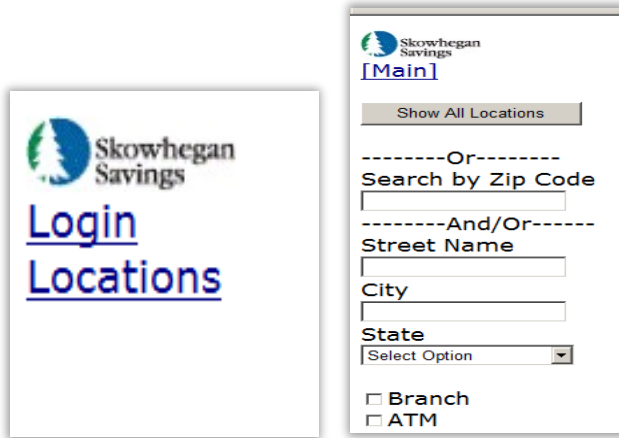 Skowhegan
Savings
Login
Locations
Skowhegan
Savings
[Main]
Show All Locations
--------Or--------
Search by Zip Code
--------And/Or------
Street Name
City
State
Select Option
Branch
ATM